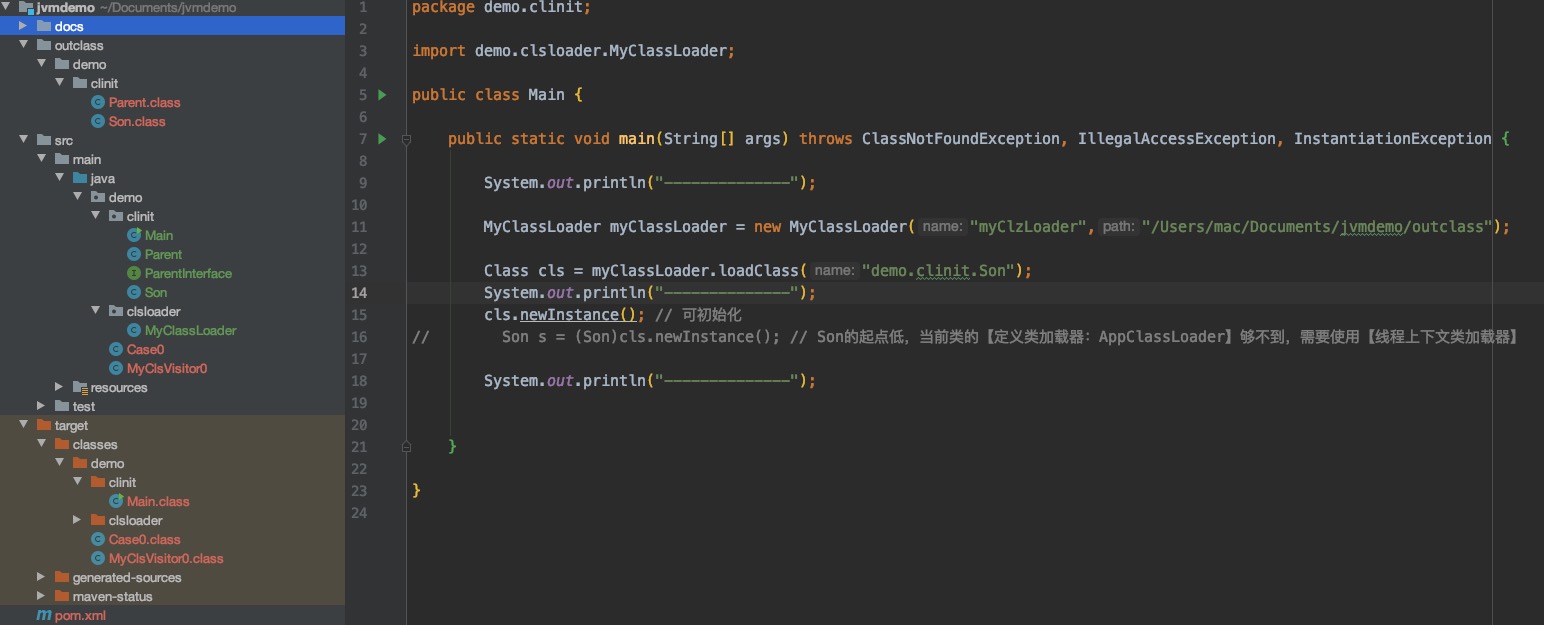 jvmdemo ~/Documents/jvmdemo
docs
outclass
demo
clinit
Parent.class
Son.class
src
main
java
demo
clinit
Main
Parent
ParentInterface
Son
clsloader
MyClassLoader
Case0
MyClsVisitor0
resources
test
target
classes
demo
clinit
Main.class
clsloader
Case0.class
MyClsVisitor0.class
generated-sources
maven-status
m pom.xml
1 package demo.clinit;
2
3 import demo.clsloader.MyClassLoader;
4
5 public class Main {
6
7 public static void main(String[] args) throws ClassNotFoundException, IllegalAccessException, InstantiationException {
8
9 System.out.println("--------------");
10
11 MyClassLoader myClassLoader = new MyClassLoader( name: "myClzLoader", path: "/Users/mac/Documents/jvmdemo/outclass");
12
13 Class cls = myClassLoader.loadClass( name: "demo.clinit.Son");
14 System.out.println("--------------");
15 cls.newInstance(); // 可初始化
16 // Son s = (Son)cls.newInstance(); // Son的起点低，当前类的【定义类加载器：AppClassLoader】够不到，需要使用【线程上下文类加载器】
17
18 System.out.println("--------------");
19
20
21 }
22
23 }
24